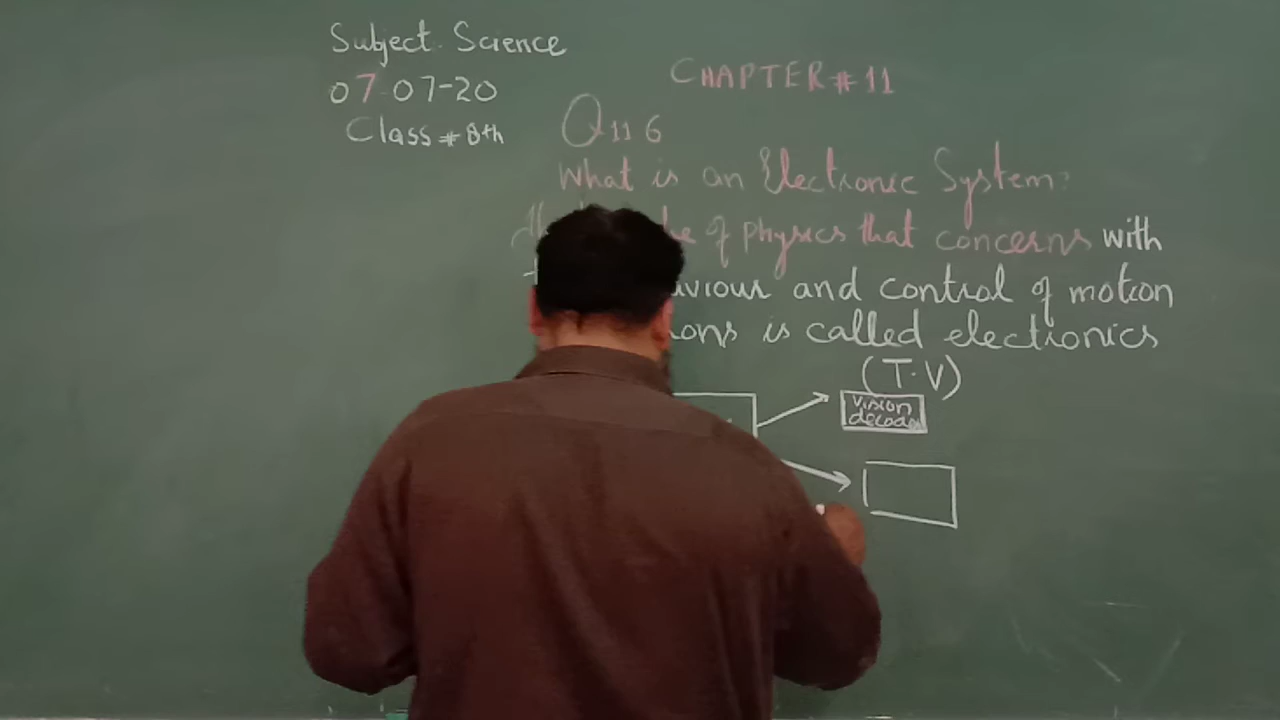 Subject. Science
07-07-20
Class # 8th
CHAPTER # 11
Q 11 6
What is an Electronic System?
of physics that concerns with
and control of motion
is called electronics
(T.V)
Vision
decoder